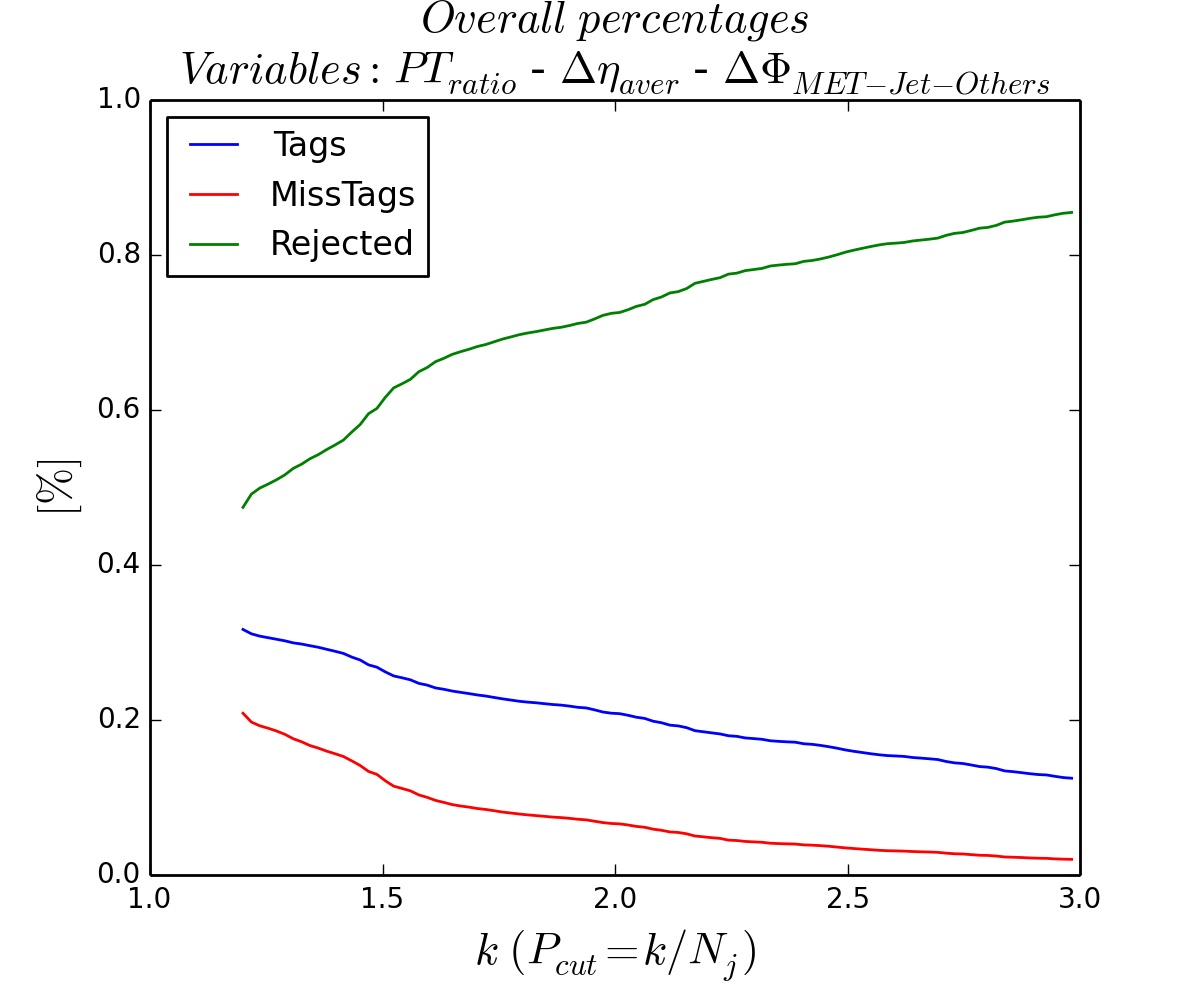 Overall percentages
Variables : PT_ratio - Δη_aver - ΔΦ_MET−Jet−Others
1.0
Tags
MissTags
Rejected
0.8
0.6
[%]
0.4
0.2
0.0
1.0 1.5 2.0 2.5 3.0
k (P_cut = k/N_j)